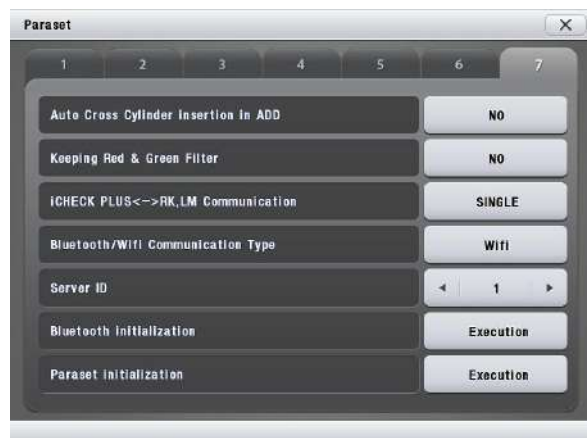 Paraset
1 2 3 4 5 6 7
Auto Cross Cylinder insertion in ADD NO
Keeping Red & Green Filter NO
iCHECK PLUS<->RK,LM Communication SINGLE
Bluetooth/Wifi Communication Type Wifi
Server ID 1
Bluetooth initialization Execution
Paraset initialization Execution